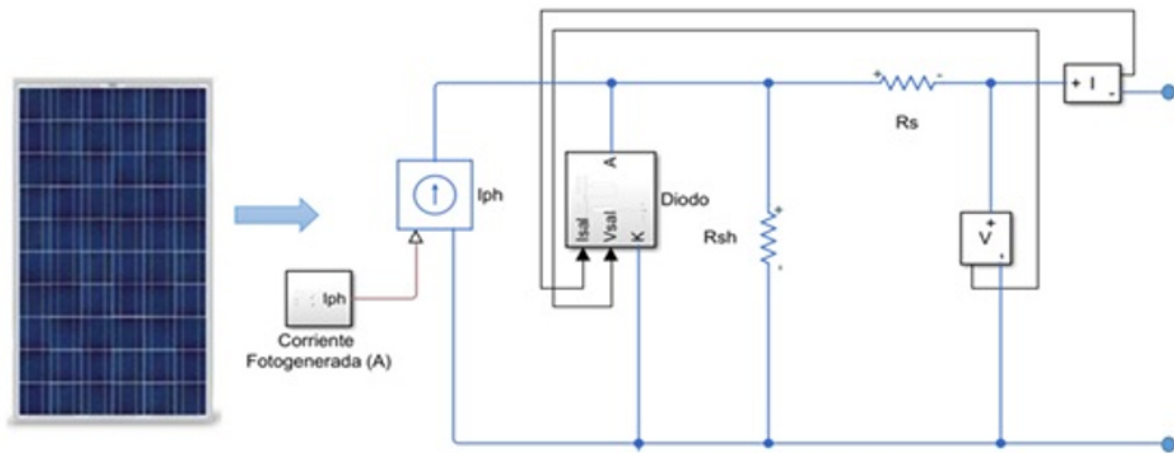 + I -
+ -
Rs
A
Iph
Diodo
Isal
Vsal
K
+
Rsh
-
+
V
-
Iph
Corriente
Fotogenerada (A)